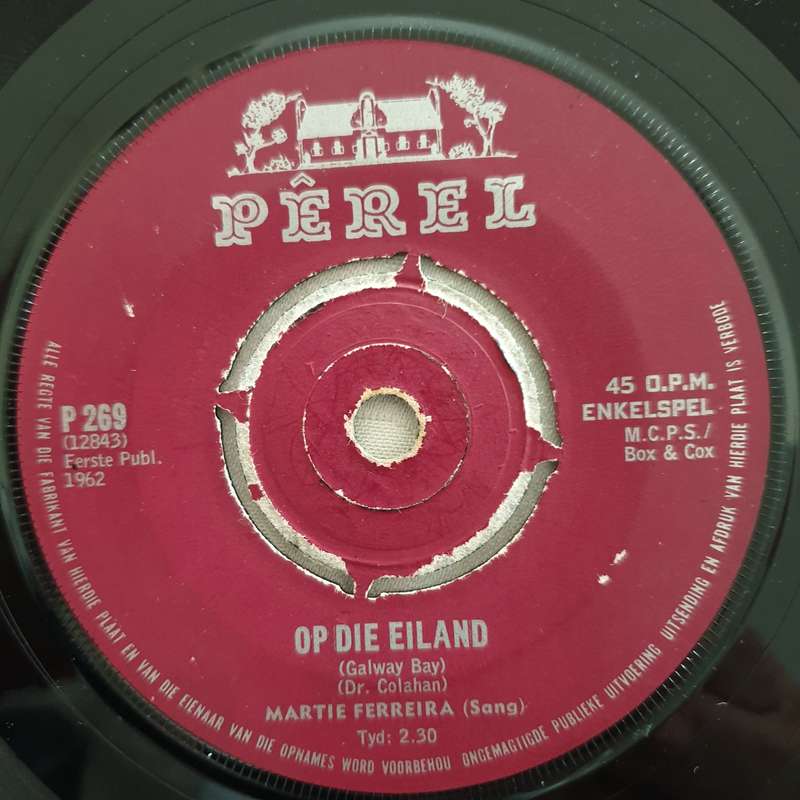 PÊREL
P 269
(12843)
Eerste Publ.
1962
45 O.P.M.
ENKELSPEL
M.C.P.S./
Box & Cox
OP DIE EILAND
(Galway Bay)
(Dr. Colahan)
MARTIE FERREIRA (Sang)
Tyd: 2.30
ALLE REGTE VAN DIE FABRIKANT VAN HIERDIE PLAAT EN VAN DIE EIENAAR VAN DIE OPNAMES WORD VOORBEHOU ONGEMAGTIGDE PUBLIEKE UITVOERING UITSENDING EN AFDRUK VAN HIERDIE PLAAT IS VERBODE